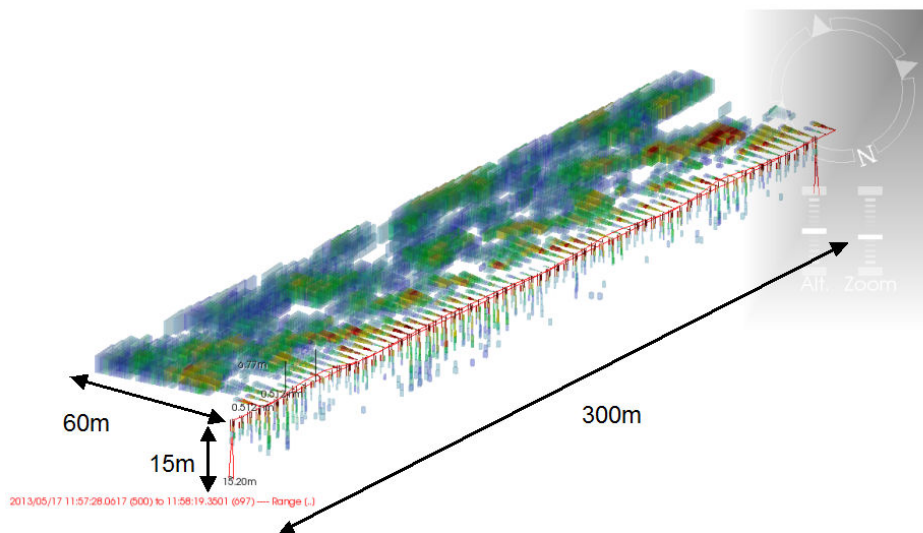 N
Alt. Zoom
6.77m
0.512m
60m
15m
300m
15.20m
2013/05/17 11:57:28.0617 (500) to 11:58:19.3501 (697) — Range (..)